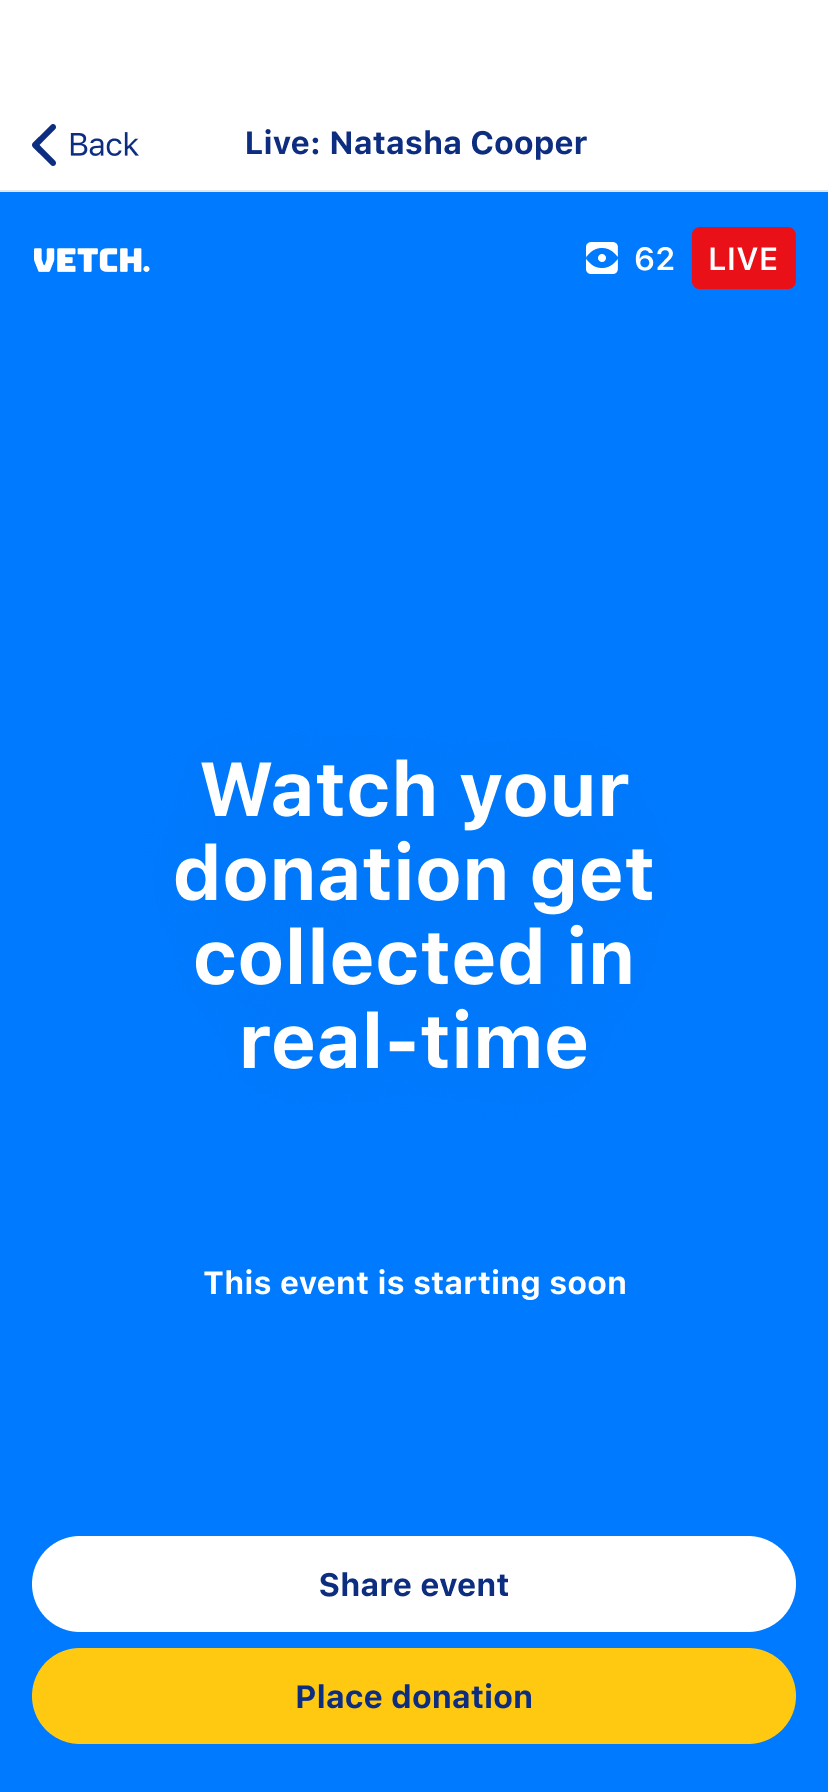 Back
Live: Natasha Cooper
VETCH.
62
LIVE
Watch your
donation get
collected in
real-time
This event is starting soon
Share event
Place donation